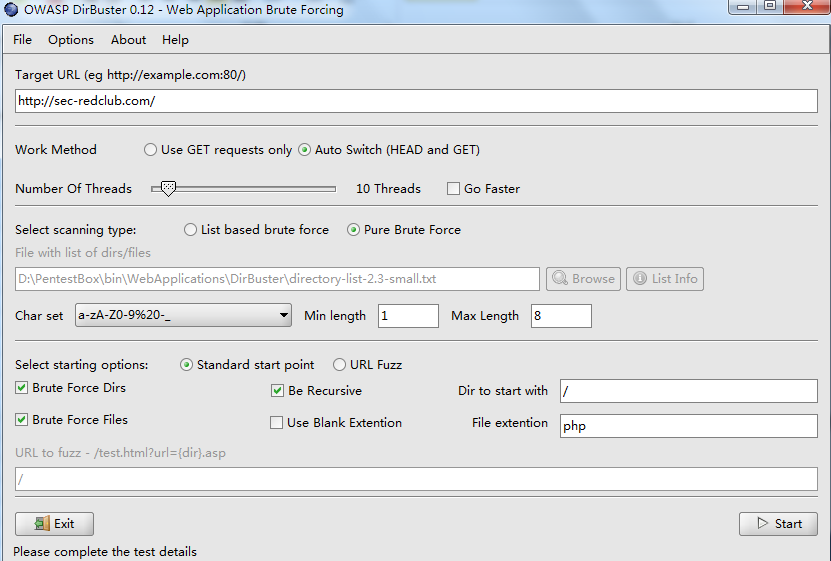 OWASP DirBuster 0.12 - Web Application Brute Forcing
File Options About Help
Target URL (eg http://example.com:80/)
http://sec-redclub.com/
Work Method Use GET requests only Auto Switch (HEAD and GET)
Number Of Threads 10 Threads Go Faster
Select scanning type: List based brute force Pure Brute Force
File with list of dirs/files
D:\PentestBox\bin\WebApplications\DirBuster\directory-list-2.3-small.txt Browse List Info
Char set a-zA-Z0-9%20-_ Min length 1 Max Length 8
Select starting options: Standard start point URL Fuzz
Brute Force Dirs Be Recursive Dir to start with /
Brute Force Files Use Blank Extention File extention php
URL to fuzz - /test.html?url={dir}.asp
/
Exit Start
Please complete the test details